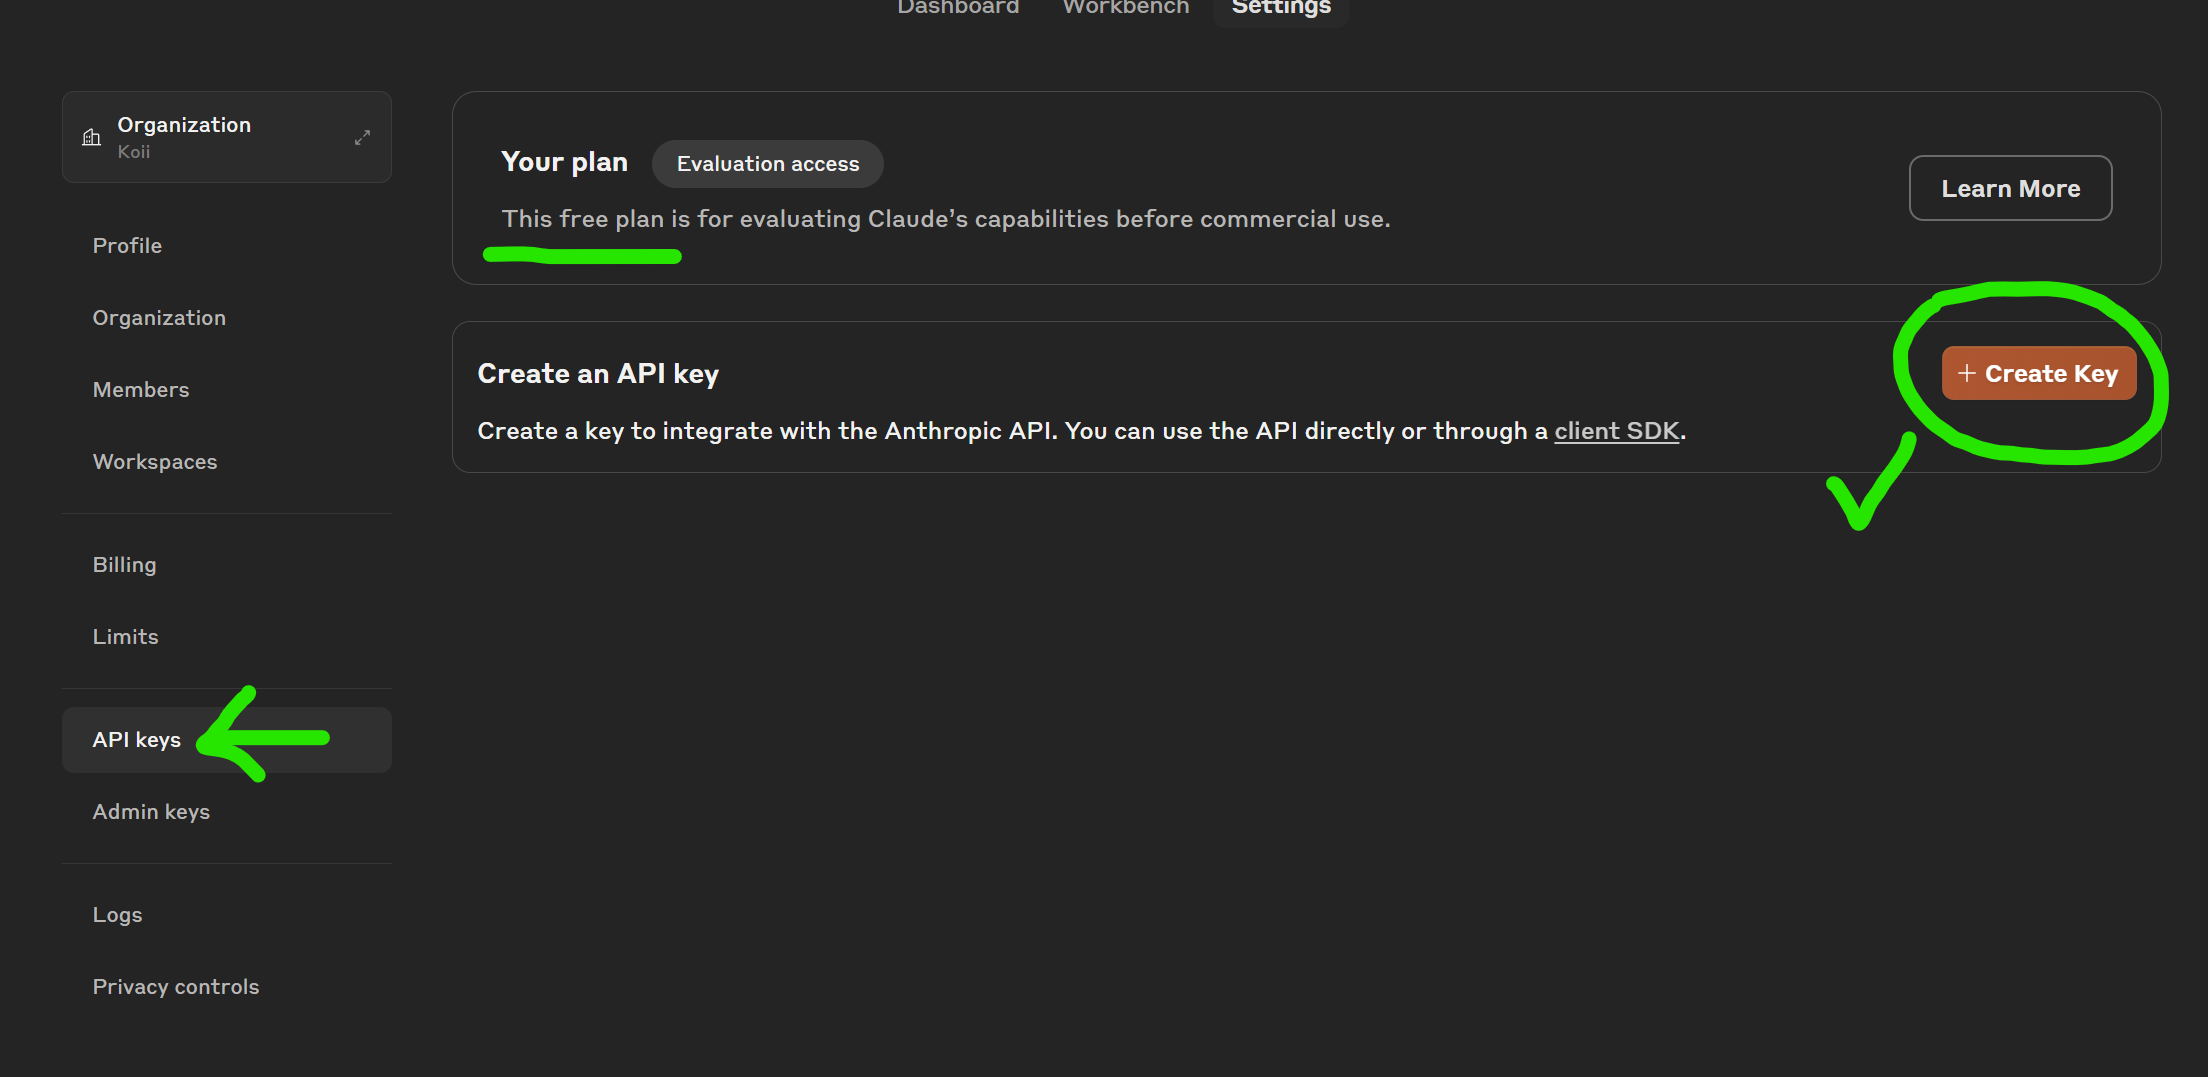 Dashboard Workbench Settings
Organization
Koii
Profile
Organization
Members
Workspaces
Billing
Limits
API keys
Admin keys
Logs
Privacy controls
Your plan Evaluation access
This free plan is for evaluating Claude’s capabilities before commercial use.
Learn More
Create an API key
+ Create Key
Create a key to integrate with the Anthropic API. You can use the API directly or through a client SDK.